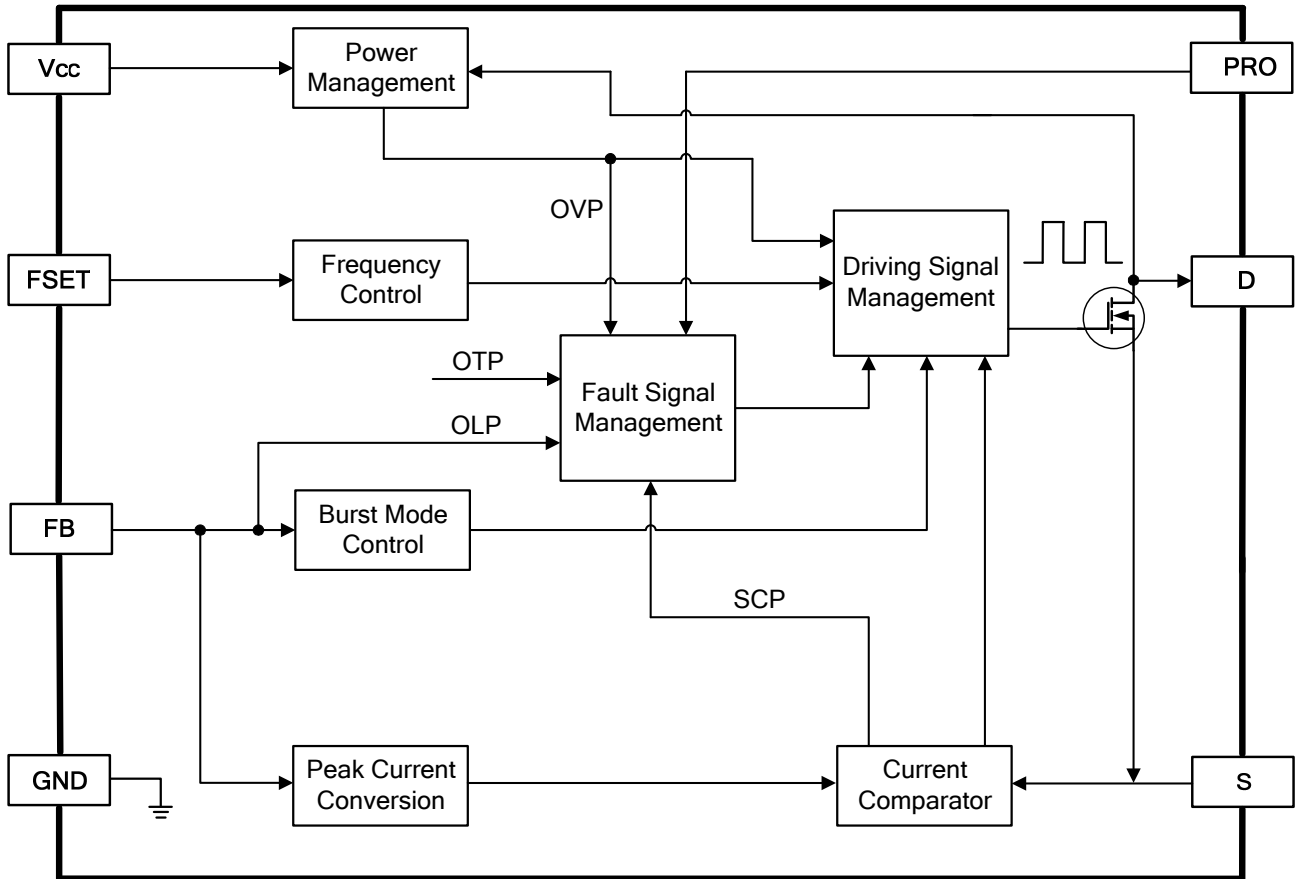 Vcc
Power
Management
PRO
OVP
FSET
Frequency
Control
Driving Signal
Management
D
OTP
Fault Signal
Management
OLP
FB
Burst Mode
Control
SCP
GND
Peak Current
Conversion
Current
Comparator
S